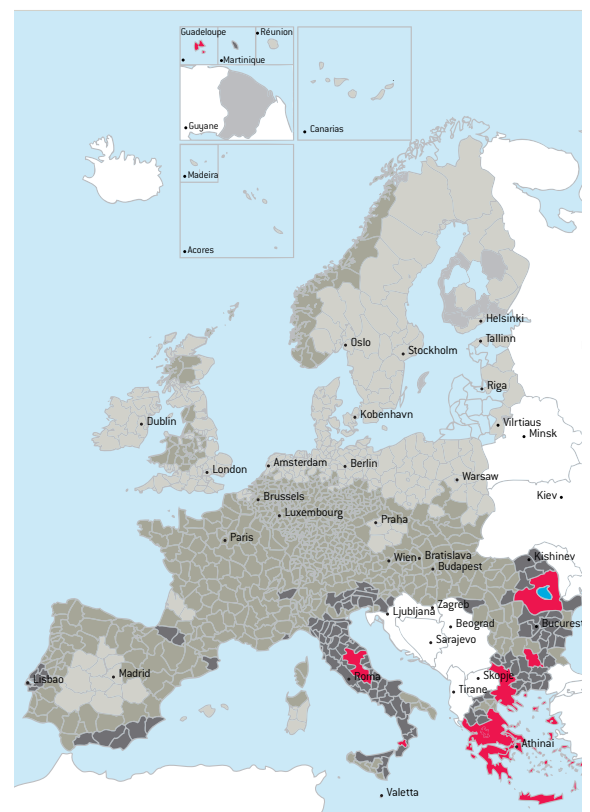 Guadeloupe
Réunion
Martinique
Guyane
Canarias
Madeira
Acores
Helsinki
Oslo
Tallinn
Stockholm
Riga
Dublin
Kobenhavn
Vilrtiaus
Minsk
London
Amsterdam
Berlin
Warsaw
Brussels
Kiev
Luxembourg
Praha
Paris
Wien
Bratislava
Kishinev
Budapest
Ljubljana
Zagreb
Beograd
Bucurest
Sarajevo
Madrid
Lisbao
Roma
Skopje
Tirane
Athinai
Valetta